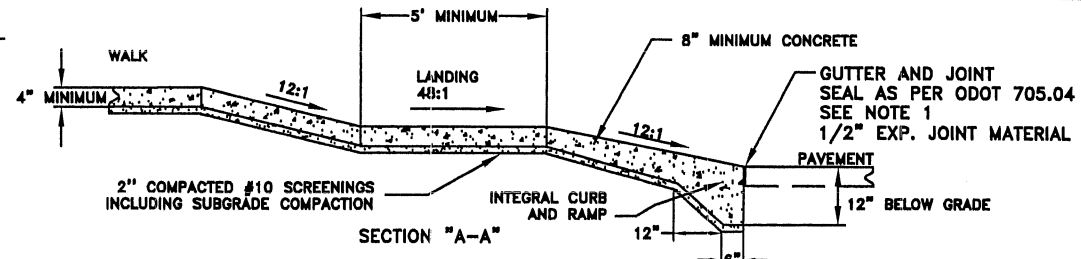 5' MINIMUM
WALK
8" MINIMUM CONCRETE
12:1
LANDING
48:1
4" MINIMUM
GUTTER AND JOINT
SEAL AS PER ODOT 705.04
SEE NOTE 1
1/2" EXP. JOINT MATERIAL
12:1
PAVEMENT
2" COMPACTED #10 SCREENINGS
INCLUDING SUBGRADE COMPACTION
INTEGRAL CURB
AND RAMP
12" BELOW GRADE
SECTION "A-A"
12"
6"